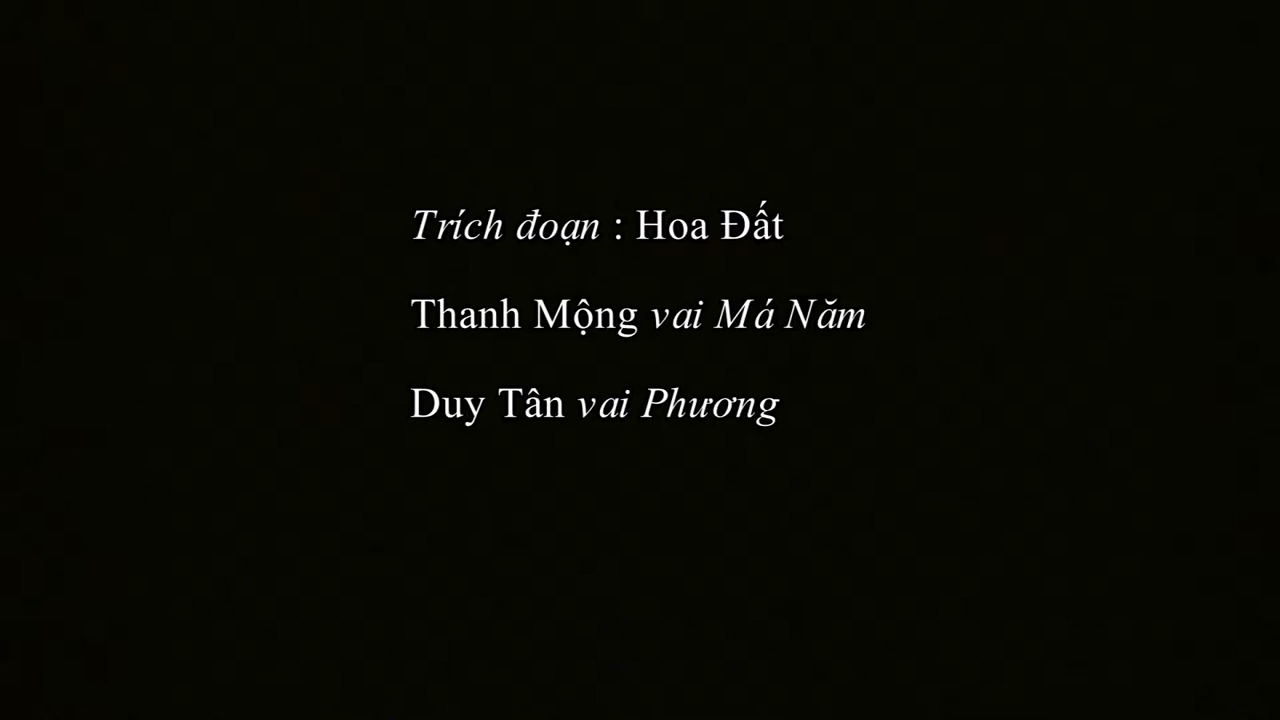 Trích đoạn : Hoa Đất
Thanh Mộng vai Má Năm
Duy Tân vai Phương